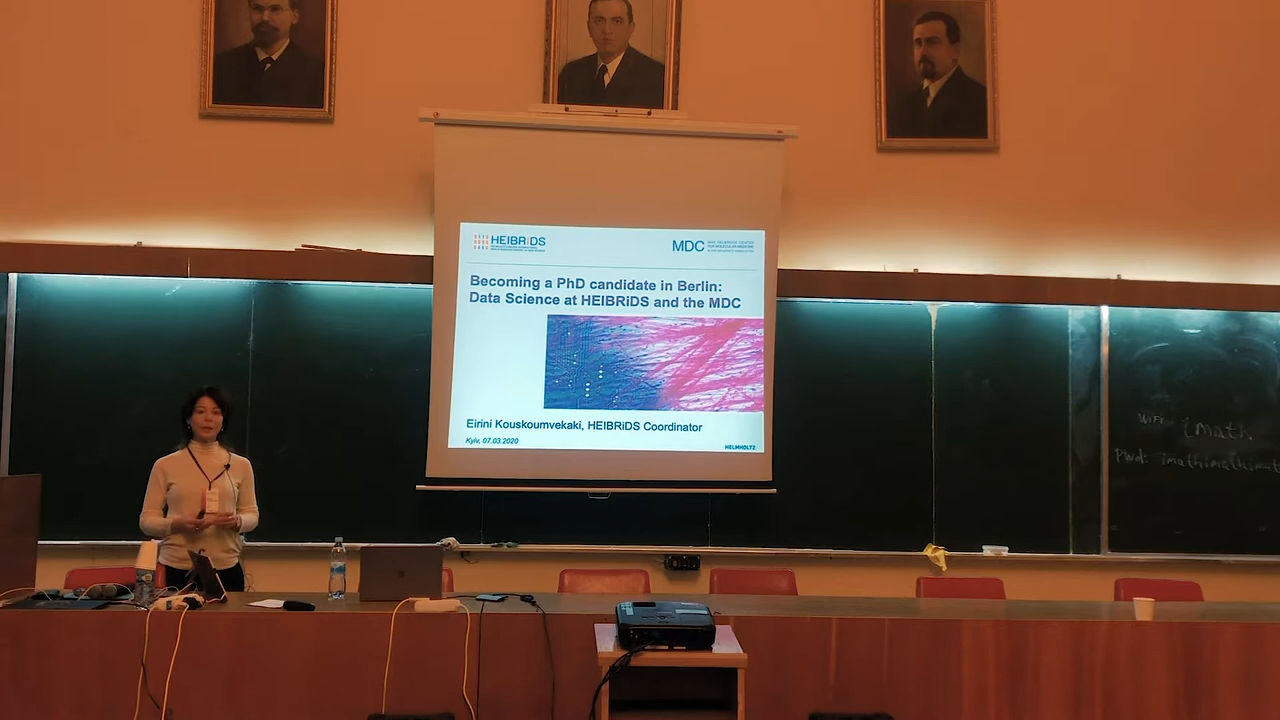 HEIBRiDS
MDC
Becoming a PhD candidate in Berlin:
Data Science at HEIBRiDS and the MDC
Eirini Kouskoumvekaki, HEIBRiDS Coordinator
Kyiv, 07.03.2020
HELMHOLTZ
WiFi imath
Pwd: imathimathimat